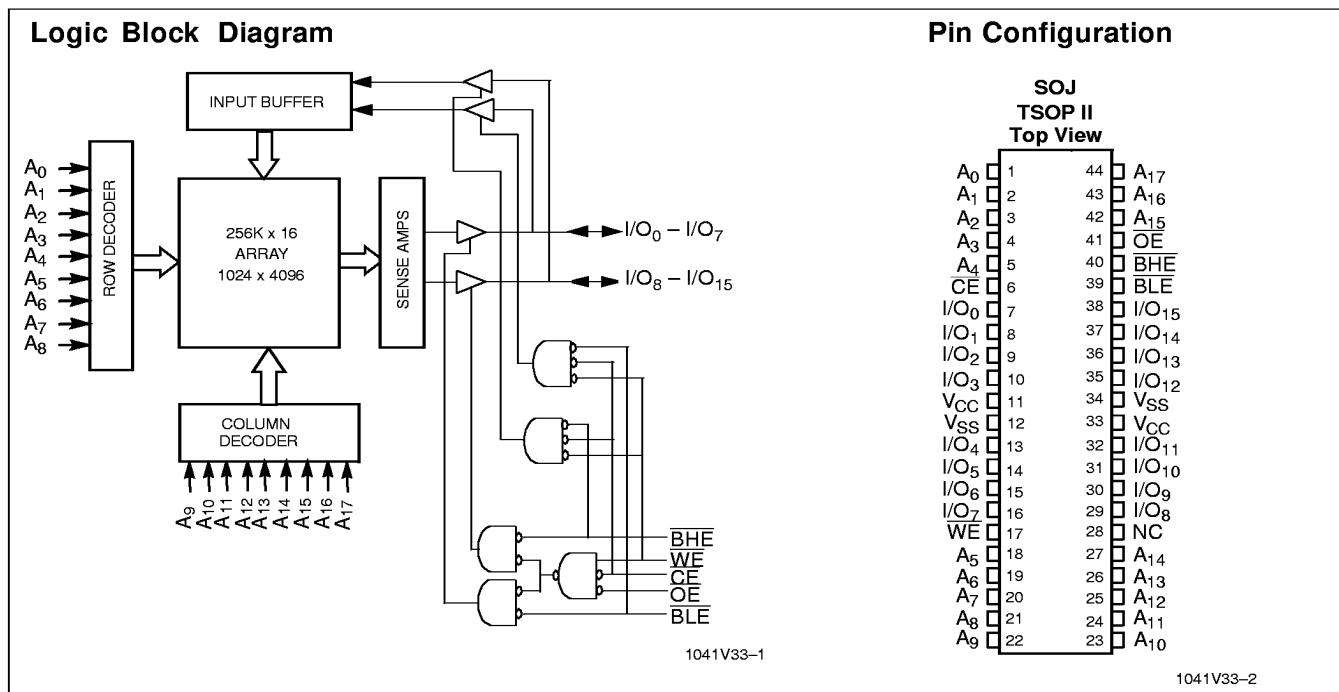 Logic Block Diagram
INPUT BUFFER
A0
A1
A2
A3
A4
A5
A6
A7
A8
ROW DECODER
256K x 16
ARRAY
1024 x 4096
SENSE AMPS
I/O0 – I/O7
I/O8 – I/O15
COLUMN
DECODER
A9
A10
A11
A12
A13
A14
A15
A16
A17
BHE
WE
CE
OE
BLE
1041V33–1
Pin Configuration
SOJ
TSOP II
Top View
A0 1 44 A17
A1 2 43 A16
A2 3 42 A15
A3 4 41 OE
A4 5 40 BHE
CE 6 39 BLE
I/O0 7 38 I/O15
I/O1 8 37 I/O14
I/O2 9 36 I/O13
I/O3 10 35 I/O12
VCC 11 34 VSS
VSS 12 33 VCC
I/O4 13 32 I/O11
I/O5 14 31 I/O10
I/O6 15 30 I/O9
I/O7 16 29 I/O8
WE 17 28 NC
A5 18 27 A14
A6 19 26 A13
A7 20 25 A12
A8 21 24 A11
A9 22 23 A10
1041V33–2